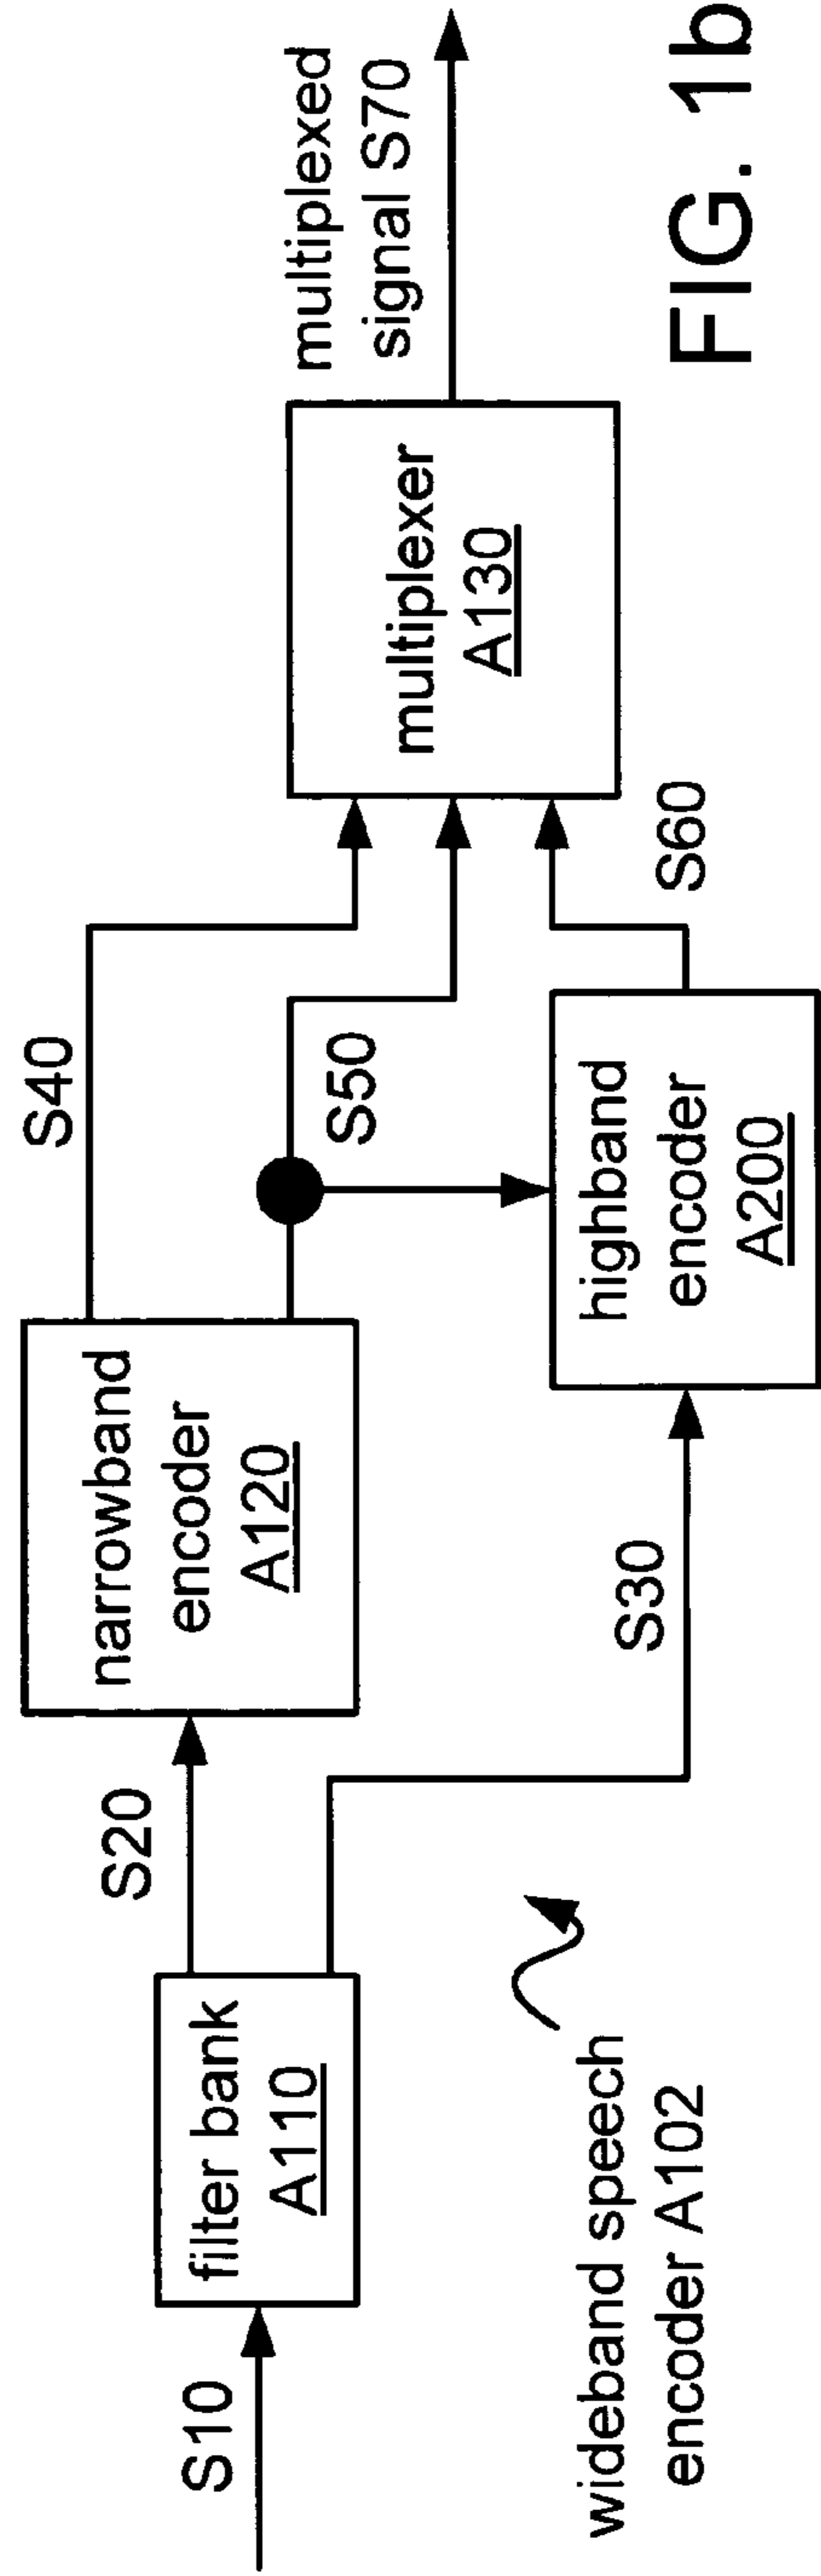 S10
filter bank
A110
S20
S30
narrowband
encoder
A120
S40
S50
highband
encoder
A200
S60
multiplexer
A130
multiplexed
signal S70
wideband speech
encoder A102
FIG. 1b